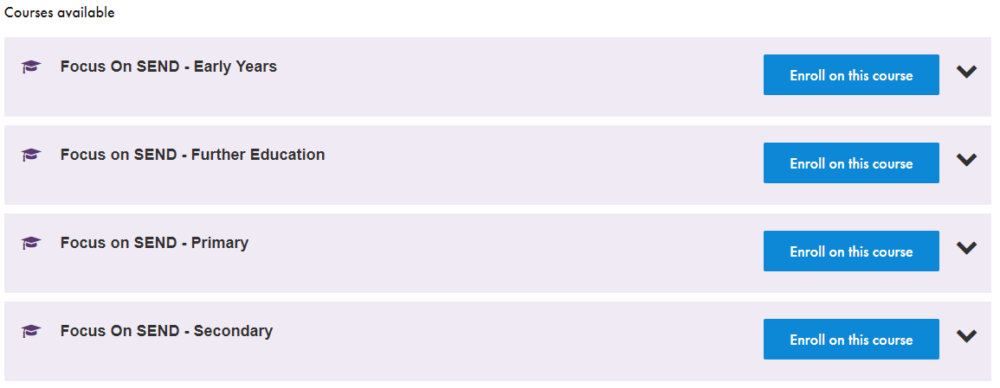 Courses available
Focus On SEND - Early Years
Enroll on this course
Focus on SEND - Further Education
Enroll on this course
Focus on SEND - Primary
Enroll on this course
Focus On SEND - Secondary
Enroll on this course